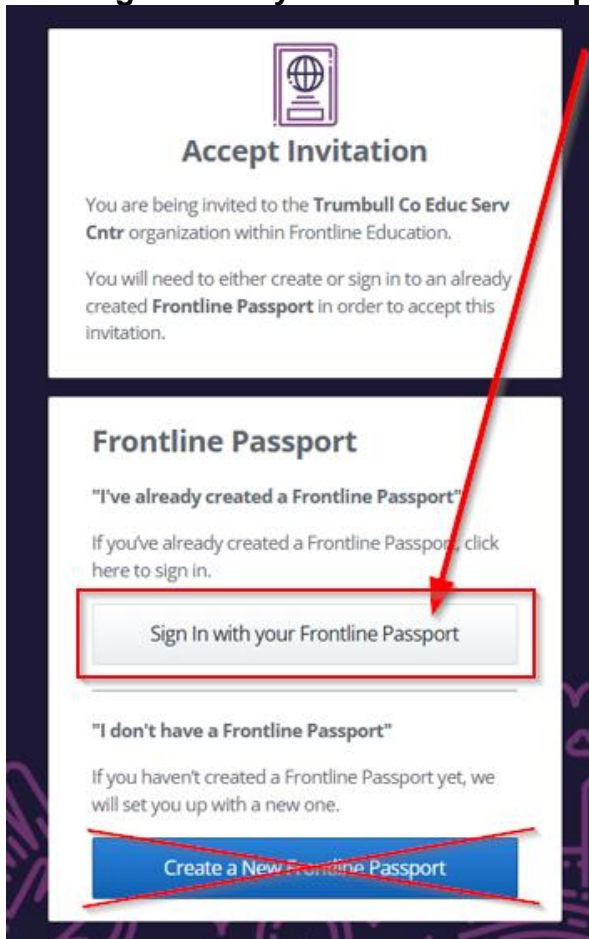 Accept Invitation
You are being invited to the Trumbull Co Educ Serv
Cntr organization within Frontline Education.
You will need to either create or sign in to an already
created Frontline Passport in order to accept this
invitation.
Frontline Passport
"I've already created a Frontline Passport"
If you've already created a Frontline Passport, click
here to sign in.
Sign In with your Frontline Passport
"I don't have a Frontline Passport"
If you haven't created a Frontline Passport yet, we
will set you up with a new one.
Create a New Frontline Passport